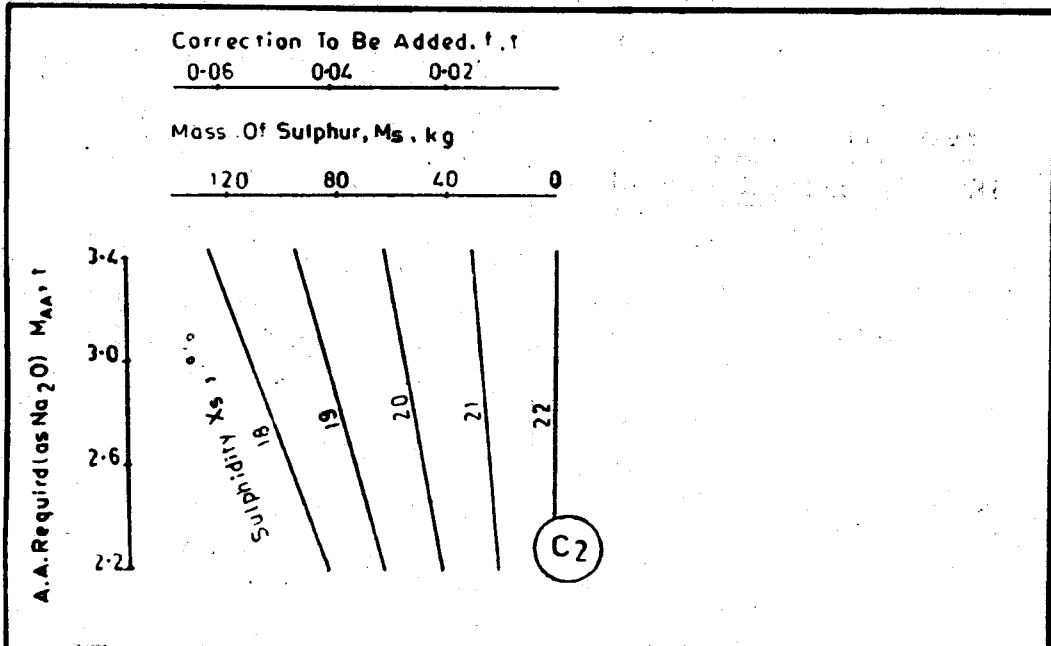 Correction To Be Added. t, t
0·06 0·04 0·02
Mass Of Sulphur, Ms, kg
120 80 40 0
A.A. Requird (as Na2O) MAA, t
3·4
3·0
2·6
2·2
Sulphidity Xs, %
18
19
20
21
22
C2